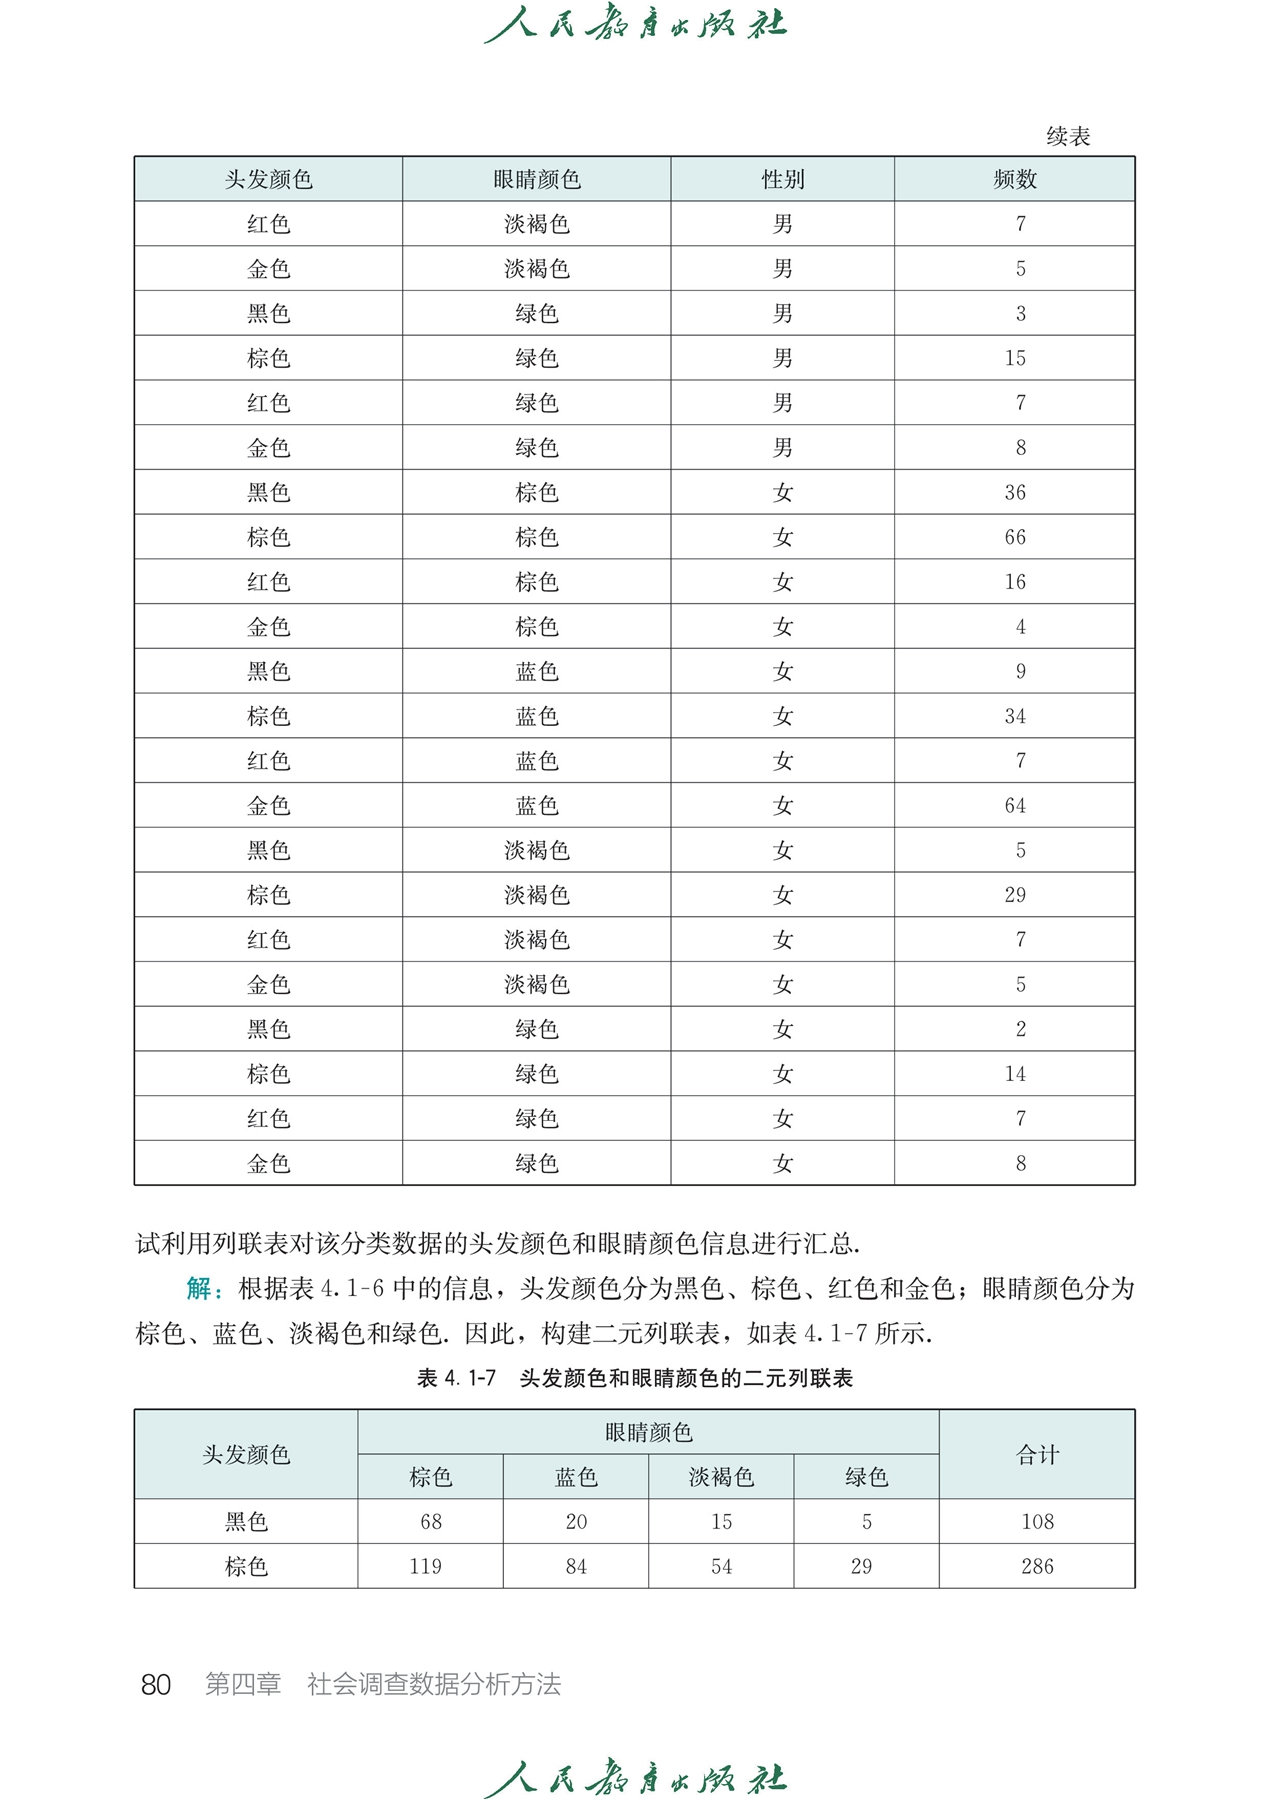 人民教育出版社
续表
头发颜色 眼睛颜色 性别 频数
红色 淡褐色 男 7
金色 淡褐色 男 5
黑色 绿色 男 3
棕色 绿色 男 15
红色 绿色 男 7
金色 绿色 男 8
黑色 棕色 女 36
棕色 棕色 女 66
红色 棕色 女 16
金色 棕色 女 4
黑色 蓝色 女 9
棕色 蓝色 女 34
红色 蓝色 女 7
金色 蓝色 女 64
黑色 淡褐色 女 5
棕色 淡褐色 女 29
红色 淡褐色 女 7
金色 淡褐色 女 5
黑色 绿色 女 2
棕色 绿色 女 14
红色 绿色 女 7
金色 绿色 女 8
试利用列联表对该分类数据的头发颜色和眼睛颜色信息进行汇总.
解：根据表 4.1-6 中的信息，头发颜色分为黑色、棕色、红色和金色；眼睛颜色分为
棕色、蓝色、淡褐色和绿色. 因此，构建二元列联表，如表 4.1-7 所示.
表 4.1-7 头发颜色和眼睛颜色的二元列联表
头发颜色 眼睛颜色 合计
棕色 蓝色 淡褐色 绿色
黑色 68 20 15 5 108
棕色 119 84 54 29 286
80 第四章 社会调查数据分析方法
人民教育出版社